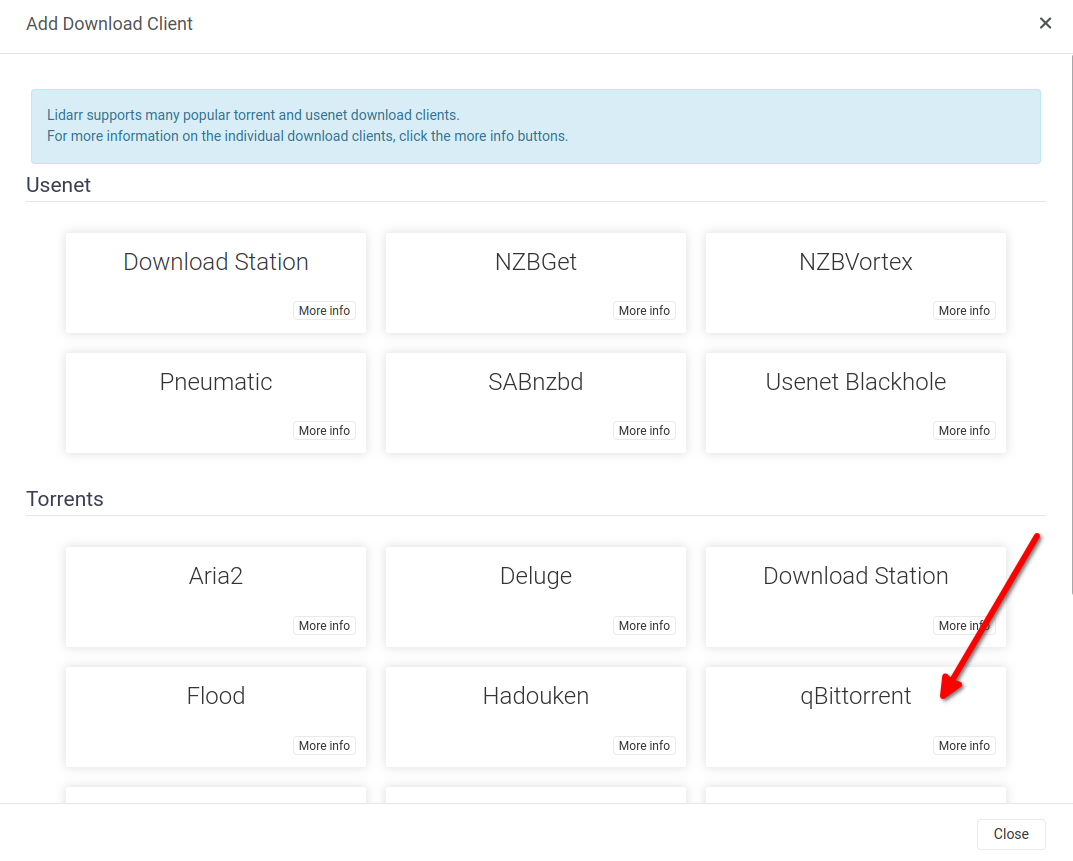 Add Download Client
×
Lidarr supports many popular torrent and usenet download clients.
For more information on the individual download clients, click the more info buttons.
Usenet
Download Station
NZBGet
NZBVortex
More info
More info
More info
Pneumatic
SABnzbd
Usenet Blackhole
More info
More info
More info
Torrents
Aria2
Deluge
Download Station
More info
More info
More info
Flood
Hadouken
qBittorrent
More info
More info
More info
Close